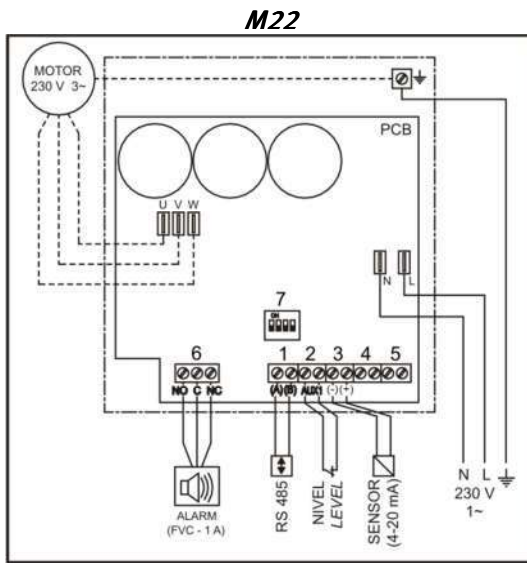 M22
MOTOR
230 V 3~
PCB
U V W
N L
7
ON
6 1 2 3 4 5
NO C NC (A) (B) AUX1 (-) (+)
ALARM
(FVC - 1 A)
RS 485
NIVEL
LEVEL
SENSOR
(4-20 mA)
N L
230 V
1~